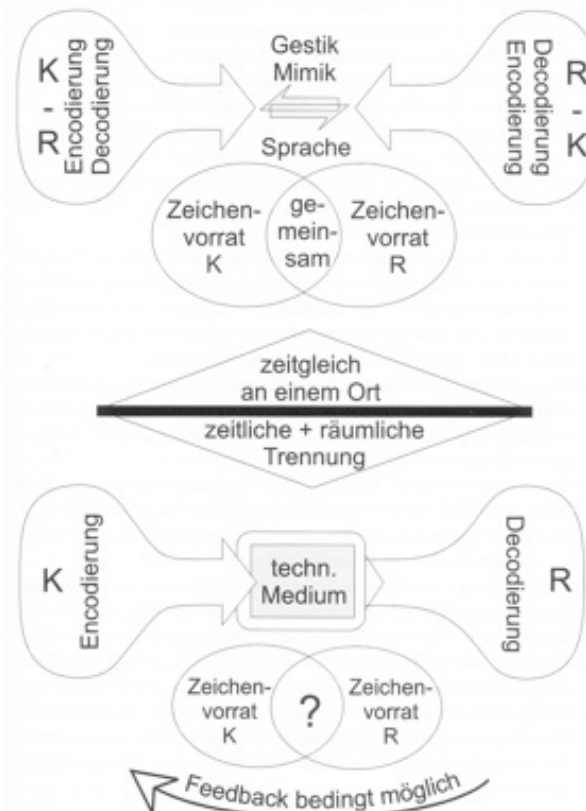 K
-
R
Encodierung
Decodierung
Gestik
Mimik
Sprache
Decodierung
Encodierung
R
-
K
Zeichen-
vorrat
K
ge-
mein-
sam
Zeichen-
vorrat
R
zeitgleich
an einem Ort
zeitliche + räumliche
Trennung
K
Encodierung
techn.
Medium
Decodierung
R
Zeichen-
vorrat
K
?
Zeichen-
vorrat
R
Feedback bedingt möglich